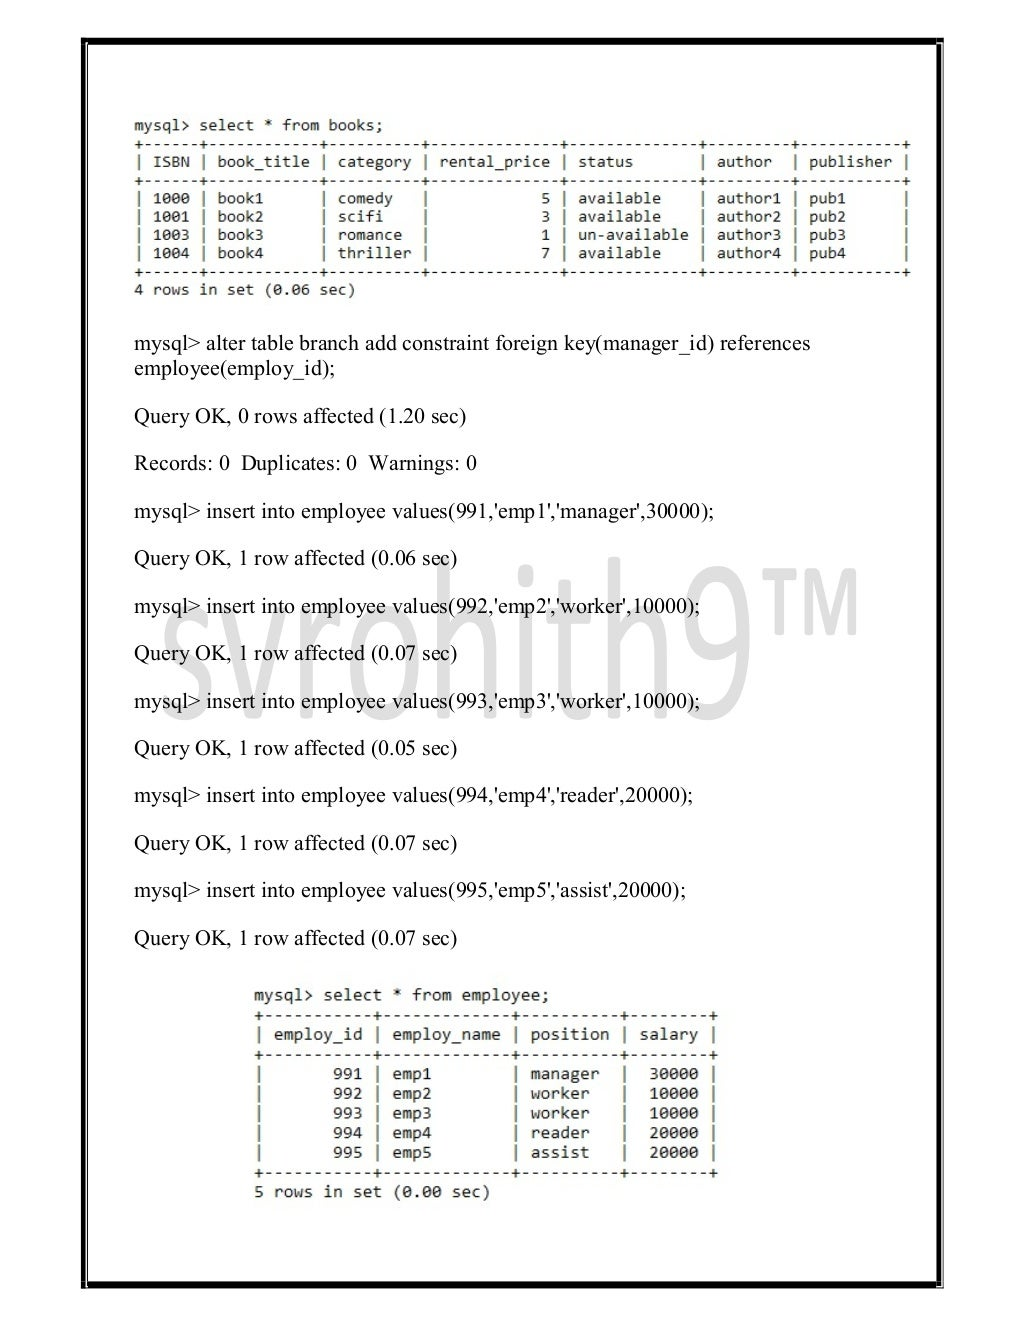 mysql> select * from books;
+------+------------+----------+--------------+--------------+---------+-----------+
| ISBN | book_title | category | rental_price | status       | author  | publisher |
+------+------------+----------+--------------+--------------+---------+-----------+
| 1000 | book1      | comedy   |            5 | available    | author1 | pub1      |
| 1001 | book2      | scifi    |            3 | available    | author2 | pub2      |
| 1003 | book3      | romance  |            1 | un-available | author3 | pub3      |
| 1004 | book4      | thriller |            7 | available    | author4 | pub4      |
+------+------------+----------+--------------+--------------+---------+-----------+
4 rows in set (0.06 sec)
mysql> alter table branch add constraint foreign key(manager_id) references
employee(employ_id);
Query OK, 0 rows affected (1.20 sec)
Records: 0  Duplicates: 0  Warnings: 0
mysql> insert into employee values(991,'emp1','manager',30000);
Query OK, 1 row affected (0.06 sec)
mysql> insert into employee values(992,'emp2','worker',10000);
Query OK, 1 row affected (0.07 sec)
mysql> insert into employee values(993,'emp3','worker',10000);
Query OK, 1 row affected (0.05 sec)
mysql> insert into employee values(994,'emp4','reader',20000);
Query OK, 1 row affected (0.07 sec)
mysql> insert into employee values(995,'emp5','assist',20000);
Query OK, 1 row affected (0.07 sec)
svrohith9™
mysql> select * from employee;
+-----------+-------------+----------+--------+
| employ_id | employ_name | position | salary |
+-----------+-------------+----------+--------+
|       991 | emp1        | manager  |  30000 |
|       992 | emp2        | worker   |  10000 |
|       993 | emp3        | worker   |  10000 |
|       994 | emp4        | reader   |  20000 |
|       995 | emp5        | assist   |  20000 |
+-----------+-------------+----------+--------+
5 rows in set (0.00 sec)